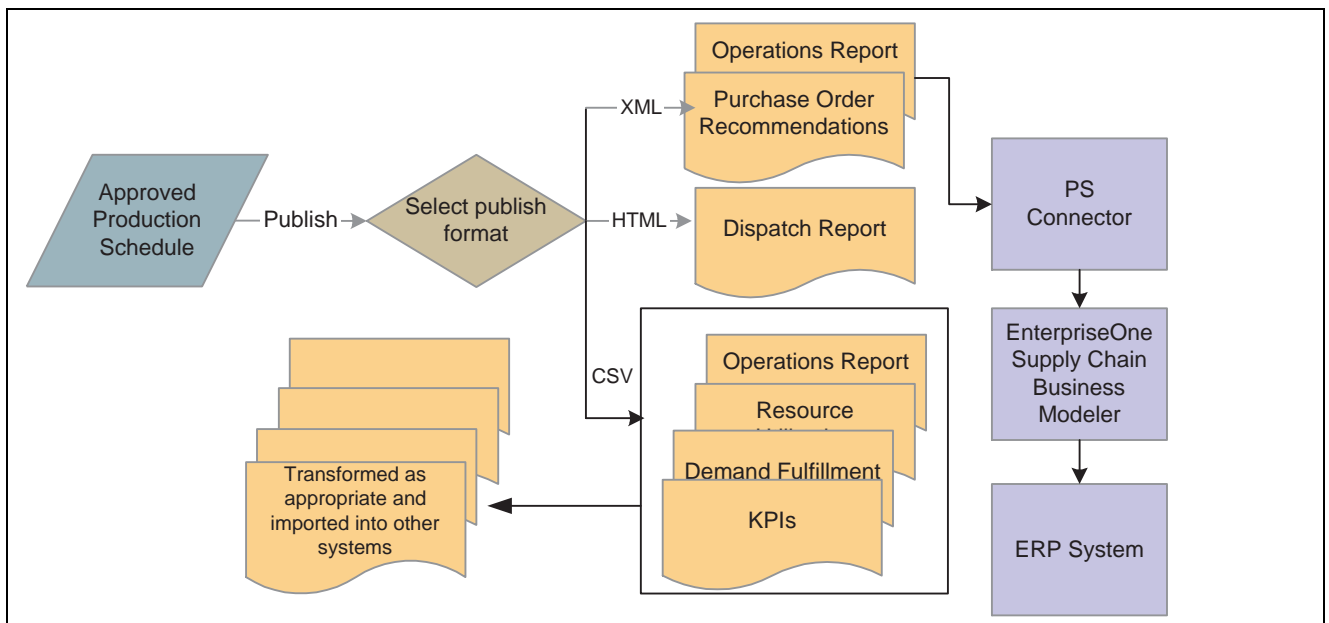 Operations Report
Purchase Order
Recommendations
XML
Approved
Production
Schedule
Publish
Select publish
format
HTML
Dispatch Report
PS
Connector
CSV
Operations Report
Resource
Demand Fulfillment
KPIs
Transformed as
appropriate and
imported into other
systems
EnterpriseOne
Supply Chain
Business
Modeler
ERP System